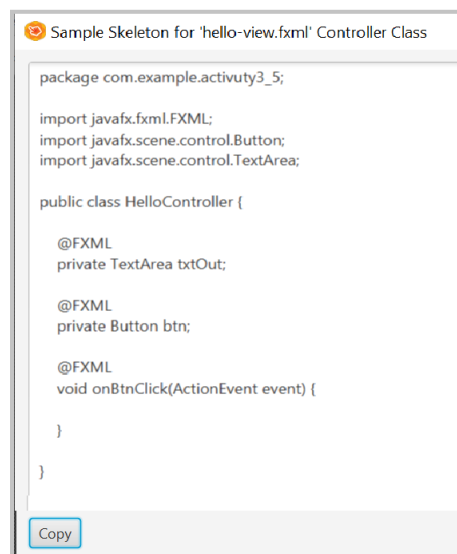 Sample Skeleton for 'hello-view.fxml' Controller Class
package com.example.activuty3_5;
import javafx.fxml.FXML;
import javafx.scene.control.Button;
import javafx.scene.control.TextArea;
public class HelloController {
@FXML
private TextArea txtOut;
@FXML
private Button btn;
@FXML
void onBtnClick(ActionEvent event) {
}
}
Copy